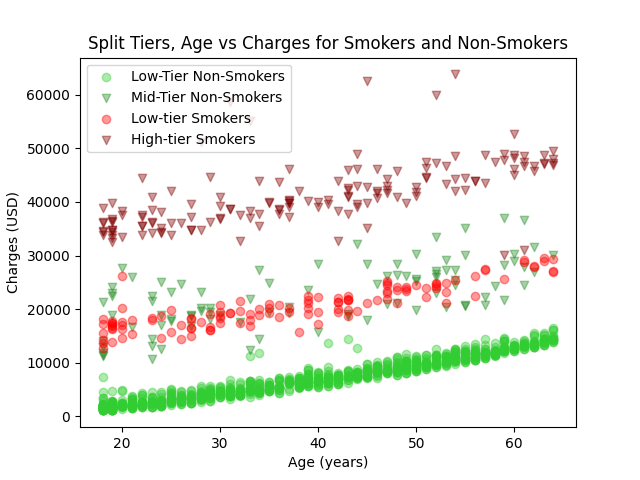 Split Tiers, Age vs Charges for Smokers and Non-Smokers
Low-Tier Non-Smokers
Mid-Tier Non-Smokers
Low-tier Smokers
High-tier Smokers
Charges (USD)
60000
50000
40000
30000
20000
10000
0
20
30
40
50
60
Age (years)